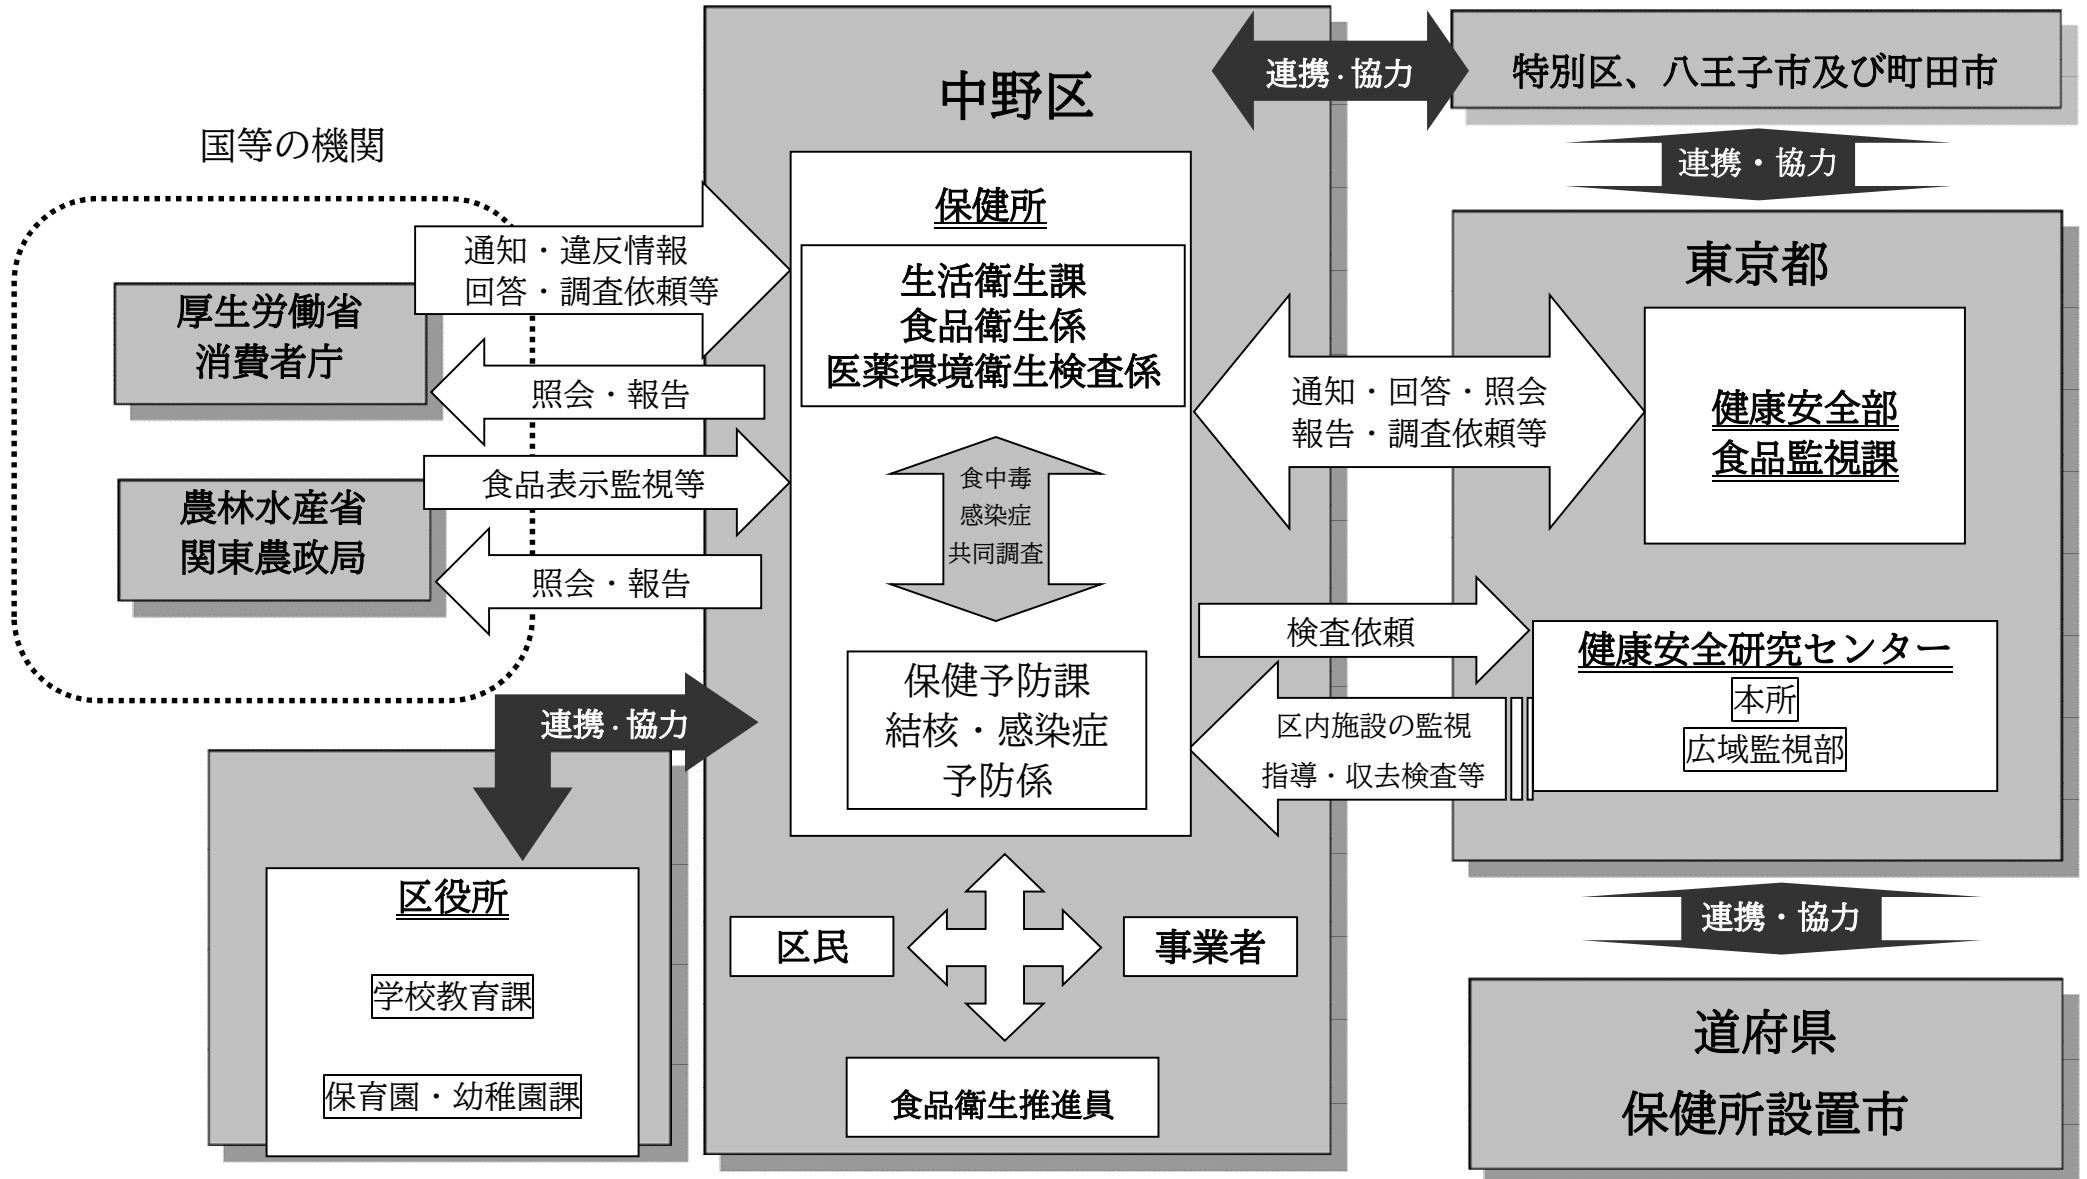 国等の機関
厚生労働省
消費者庁
農林水産省
関東農政局
通知・違反情報
回答・調査依頼等
照会・報告
食品表示監視等
照会・報告
連携・協力
区役所
学校教育課
保育園・幼稚園課
中野区
保健所
生活衛生課
食品衛生係
医薬環境衛生検査係
食中毒
感染症
共同調査
保健予防課
結核・感染症
予防係
区民
事業者
食品衛生推進員
連携・協力
特別区、八王子市及び町田市
連携・協力
東京都
通知・回答・照会
報告・調査依頼等
健康安全部
食品監視課
検査依頼
区内施設の監視
指導・収去検査等
健康安全研究センター
本所
広域監視部
連携・協力
道府県
保健所設置市